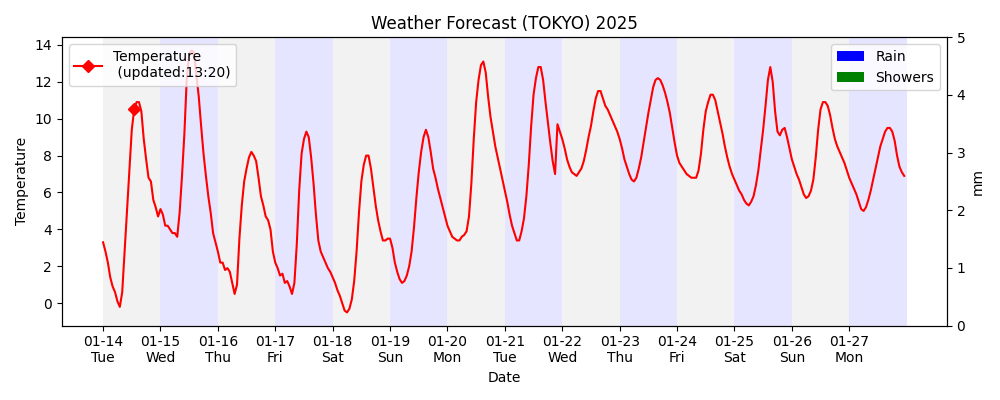 Weather Forecast (TOKYO) 2025
Temperature
(updated:13:20)
Rain
Showers
14
12
10
8
6
4
2
0
Temperature
5
4
3
2
1
0
mm
01-14 01-15 01-16 01-17 01-18 01-19 01-20 01-21 01-22 01-23 01-24 01-25 01-26 01-27
Tue Wed Thu Fri Sat Sun Mon Tue Wed Thu Fri Sat Sun Mon
Date